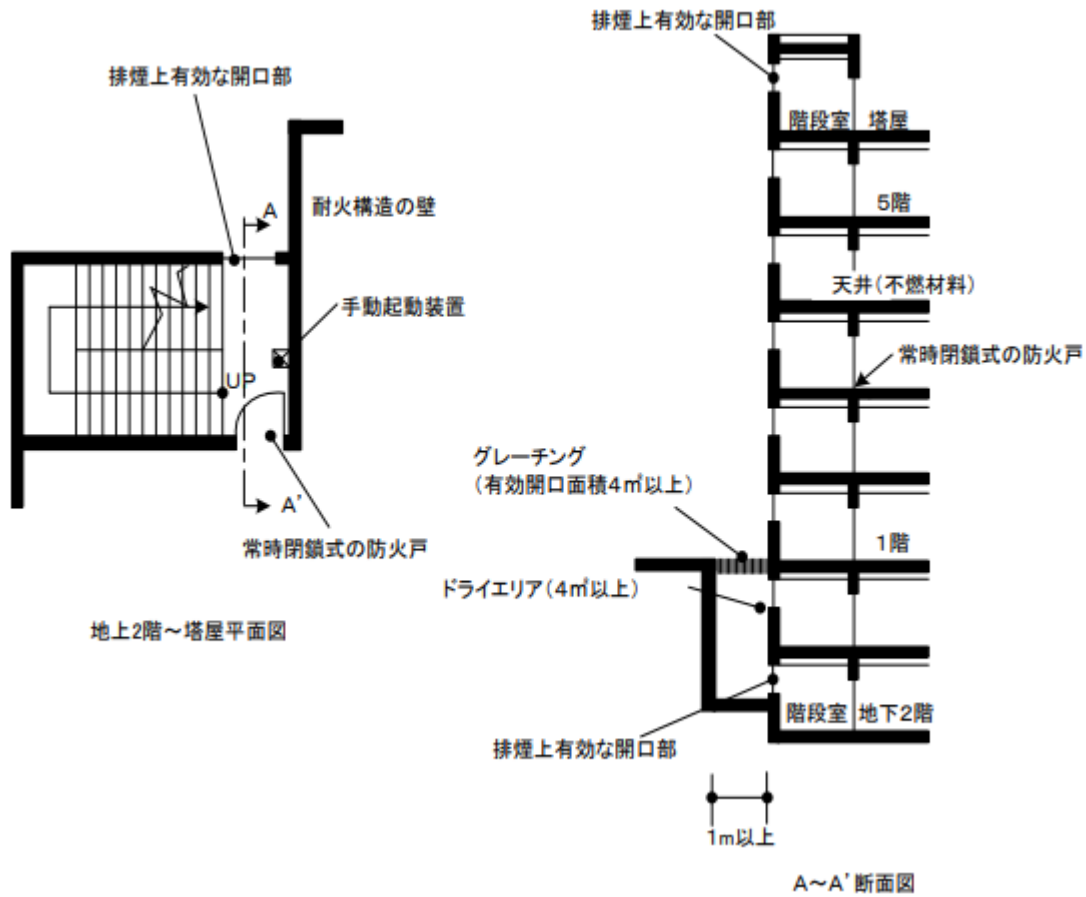 排煙上有効な開口部
A
耐火構造の壁
手動起動装置
UP
A'
常時閉鎖式の防火戸
地上2階～塔屋平面図
排煙上有効な開口部
階段室
塔屋
5階
天井(不燃材料)
常時閉鎖式の防火戸
グレーチング
(有効開口面積4㎡以上)
1階
ドライエリア(4㎡以上)
階段室
地下2階
排煙上有効な開口部
1m以上
A～A'断面図